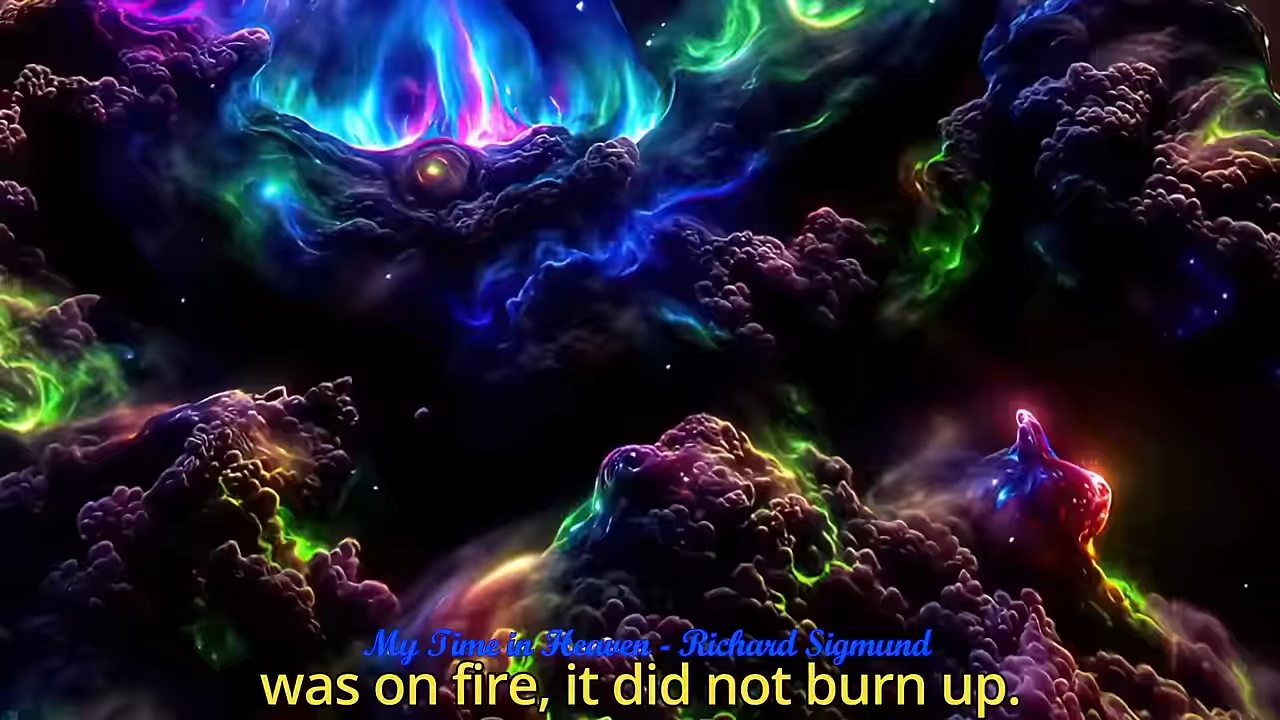 My Time in Heaven - Richard Sigmund
was on fire, it did not burn up.